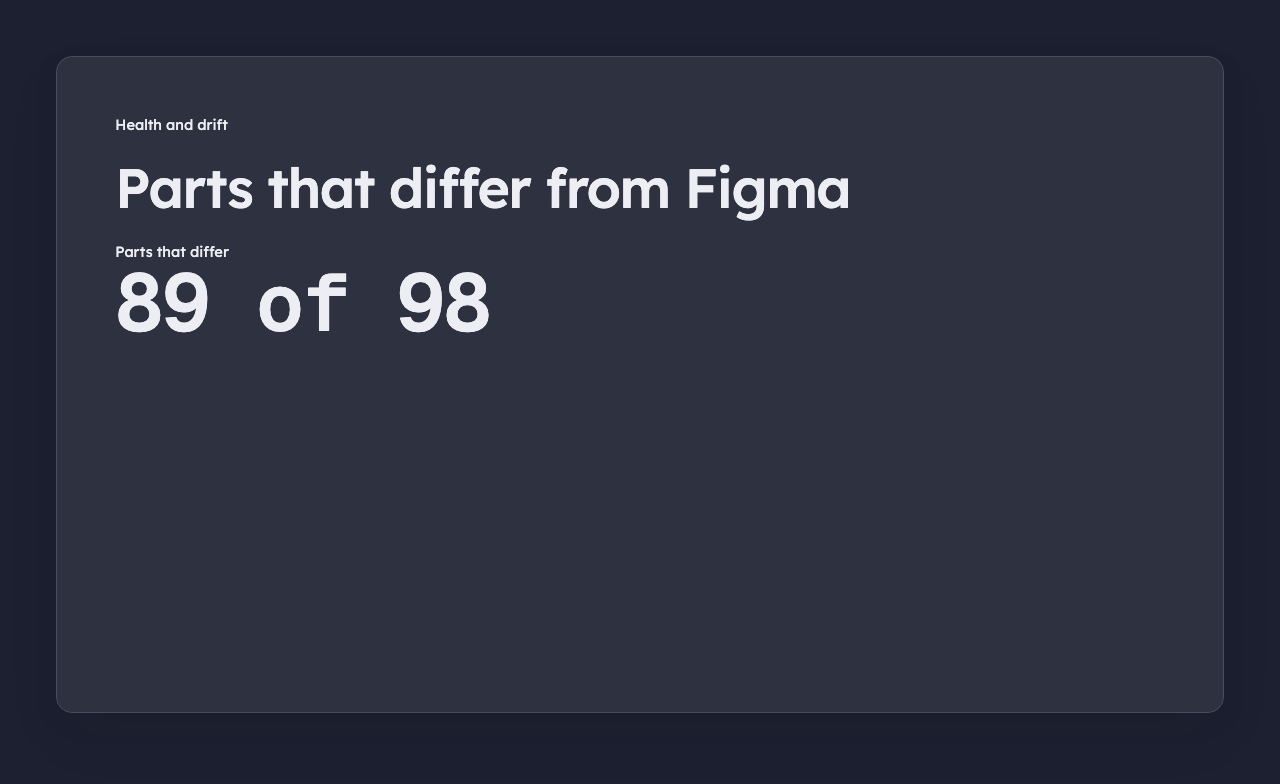 Health and drift
Parts that differ from Figma
Parts that differ
89 of 98